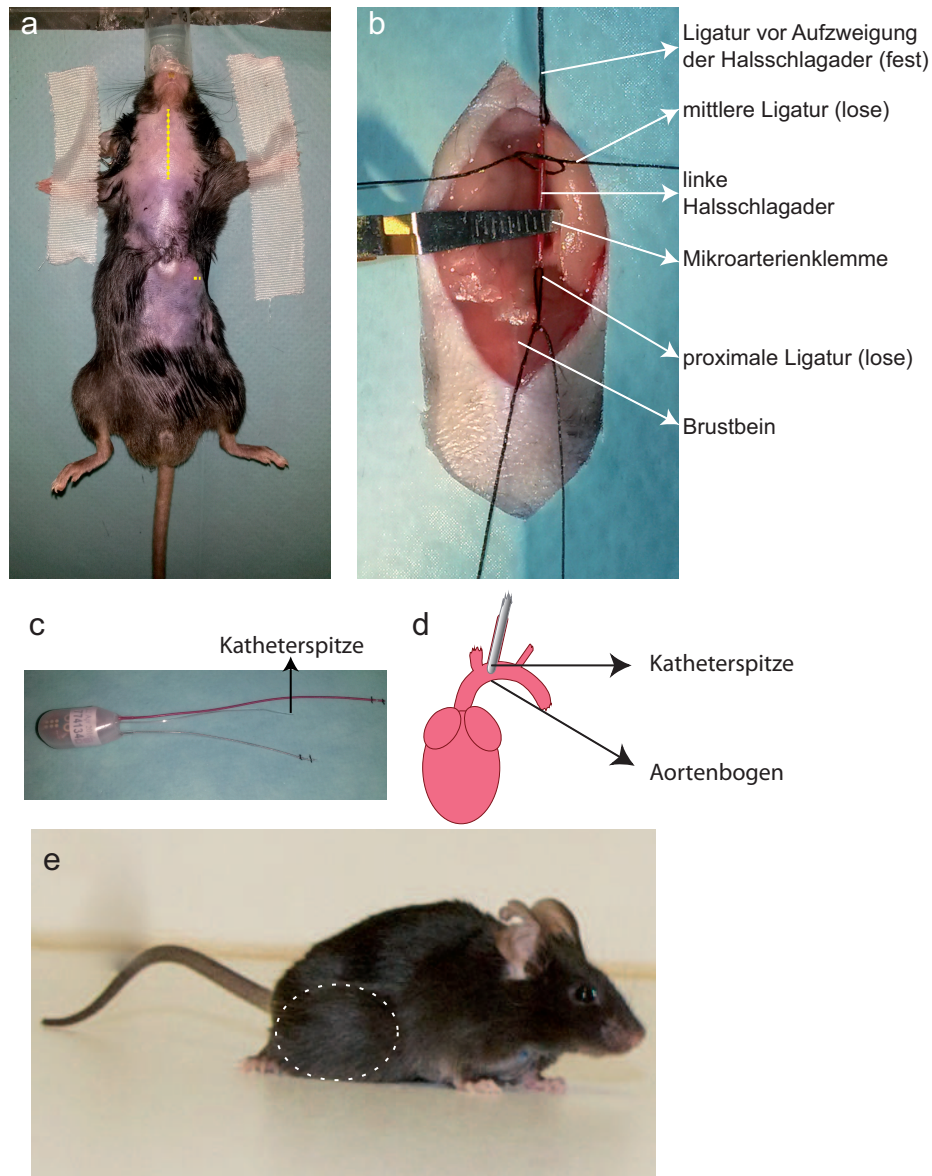 a
b
Ligatur vor Aufzweigung
der Halsschlagader (fest)
mittlere Ligatur (lose)
linke
Halsschlagader
Mikroarterienklemme
proximale Ligatur (lose)
Brustbein
c
Katheterspitze
74134
d
Katheterspitze
Aortenbogen
e